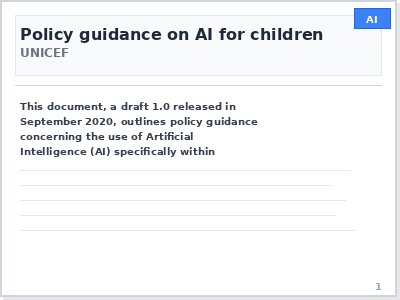 AI
Policy guidance on AI for children
UNICEF
This document, a draft 1.0 released in
September 2020, outlines policy guidance
concerning the use of Artificial
Intelligence (AI) specifically within
1